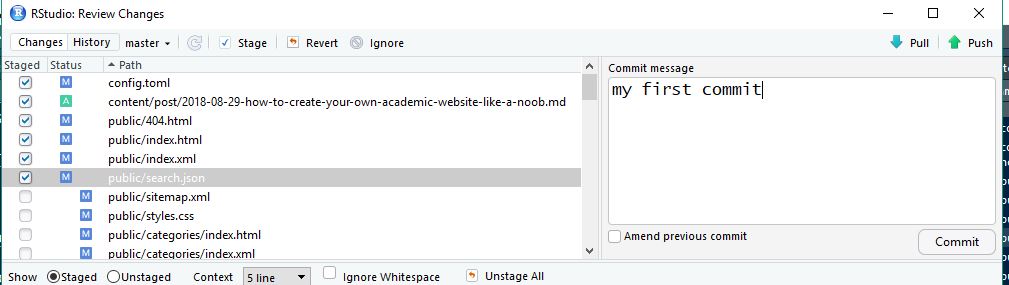 RStudio: Review Changes
Changes History master Stage Revert Ignore Pull Push
Staged Status Path
M config.toml
A content/post/2018-08-29-how-to-create-your-own-academic-website-like-a-noob.md
M public/404.html
M public/index.html
M public/index.xml
M public/search.json
M public/sitemap.xml
M public/styles.css
M public/categories/index.html
M public/categories/index.xml
Commit message
my first commit
Amend previous commit
Commit
Show Staged Unstaged Context 5 line Ignore Whitespace Unstage All